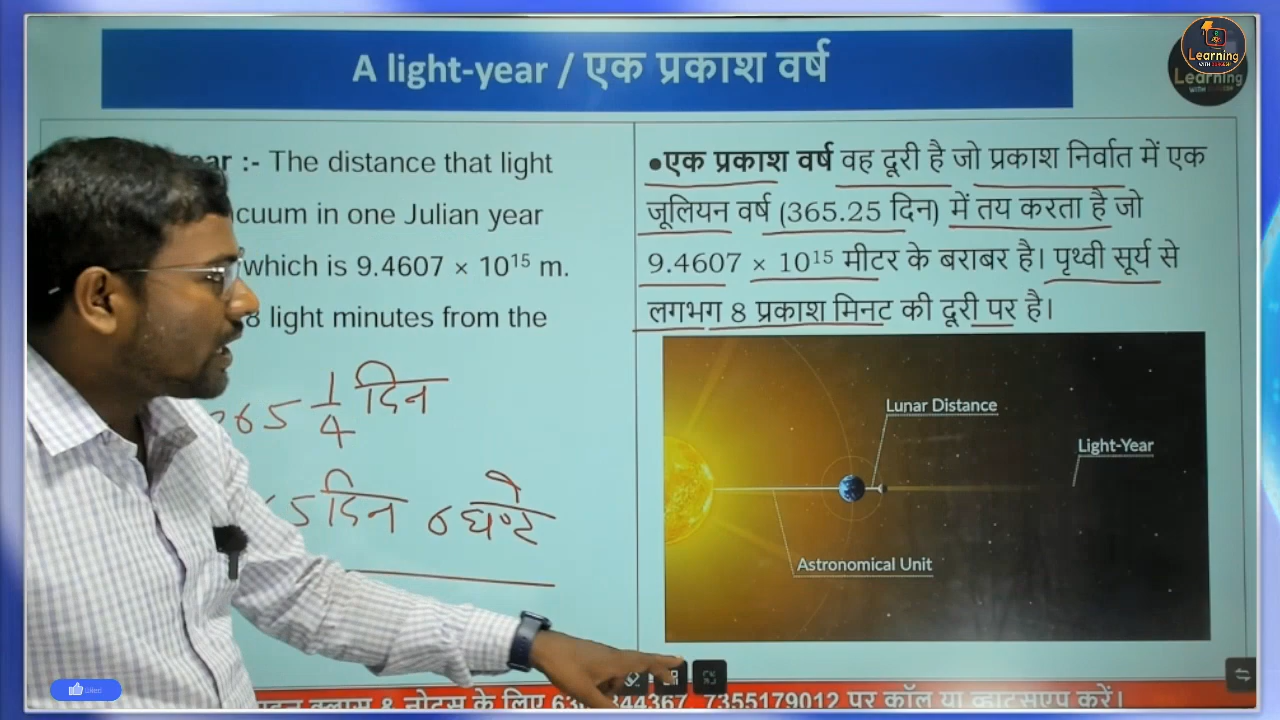 A light-year / एक प्रकाश वर्ष
Learning
Learning
:- The distance that light
in one Julian year
which is 9.4607 × 10¹⁵ m.
8 light minutes from the
•एक प्रकाश वर्ष वह दूरी है जो प्रकाश निर्वात में एक
जूलियन वर्ष (365.25 दिन) में तय करता है जो
9.4607 × 10¹⁵ मीटर के बराबर है। पृथ्वी सूर्य से
लगभग 8 प्रकाश मिनट की दूरी पर है।
365 1/4 दिन
5 दिन 6 घण्टे
Lunar Distance
Light-Year
Astronomical Unit
नोट्स के लिए 7355179012 पर कॉल या व्हाट्सएप करें।